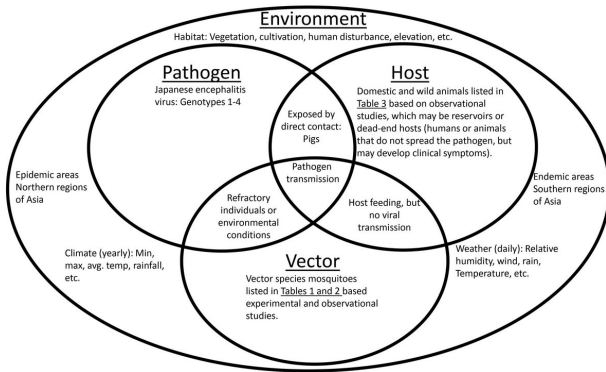 Environment
Habitat: Vegetation, cultivation, human disturbance, elevation, etc.
Pathogen
Japanese encephalitis
virus: Genotypes 1-4
Host
Domestic and wild animals listed in
Table 3 based on observational
studies, which may be reservoirs or
dead-end hosts (humans or animals
that do not spread the pathogen, but
may develop clinical symptoms).
Exposed by
direct contact:
Pigs
Pathogen
transmission
Epidemic areas
Northern regions
of Asia
Endemic areas
Southern regions
of Asia
Refractory
individuals or
environmental
conditions
Host feeding, but
no viral
transmission
Climate (yearly): Min,
max, avg. temp, rainfall,
etc.
Weather (daily): Relative
humidity, wind, rain,
Temperature, etc.
Vector
Vector species mosquitoes
listed in Tables 1 and 2 based
experimental and observational
studies.